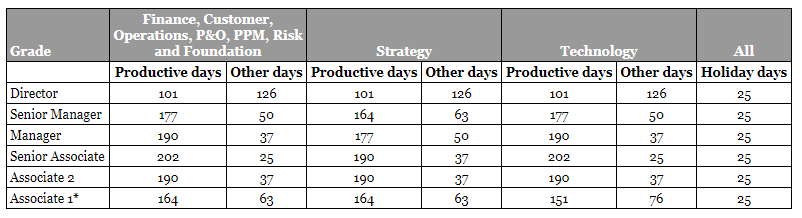 Grade Finance, Customer, Operations, P&O, PPM, Risk and Foundation Strategy Technology All
Productive days Other days Productive days Other days Productive days Other days Holiday days
Director 101 126 101 126 101 126 25
Senior Manager 177 50 164 63 177 50 25
Manager 190 37 177 50 190 37 25
Senior Associate 202 25 190 37 202 25 25
Associate 2 190 37 190 37 190 37 25
Associate 1* 164 63 164 63 151 76 25